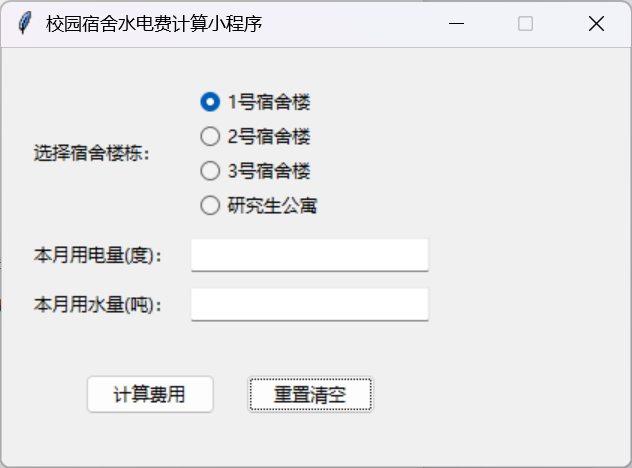 校园宿舍水电费计算小程序
选择宿舍楼栋：
1号宿舍楼
2号宿舍楼
3号宿舍楼
研究生公寓
本月用电量(度)：
本月用水量(吨)：
计算费用
重置清空